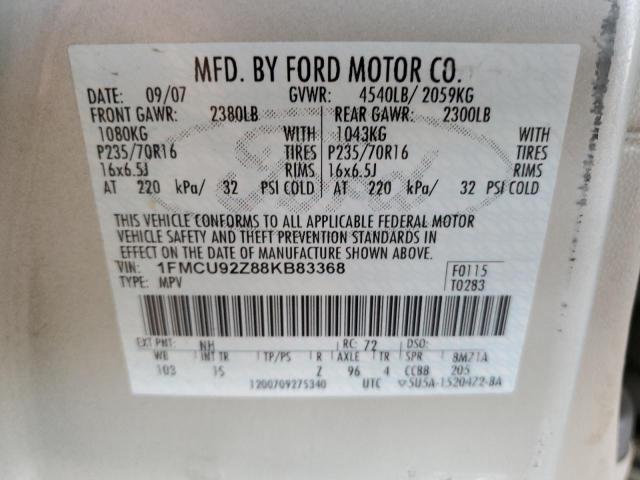 MFD. BY FORD MOTOR CO.
DATE: 09/07 GVWR: 4540LB/ 2059KG
FRONT GAWR: 2380LB REAR GAWR: 2300LB
1080KG WITH 1043KG WITH
P235/70R16 TIRES P235/70R16 TIRES
16x6.5J RIMS 16x6.5J RIMS
AT 220 kPa/ 32 PSI COLD AT 220 kPa/ 32 PSI COLD
THIS VEHICLE CONFORMS TO ALL APPLICABLE FEDERAL MOTOR
VEHICLE SAFETY AND THEFT PREVENTION STANDARDS IN
EFFECT ON THE DATE OF MANUFACTURE SHOWN ABOVE.
VIN: 1FMCU92Z88KB83368 F0115
TYPE: MPV T0283
EXT PNT: NH RC: 72 DSO:
WB INT TR TP/PS R AXLE TR SPR 8M71A
103 JS Z 96 4 CCBB 205
1200709275340 UTC 5U5A-1520472-BA
Ford